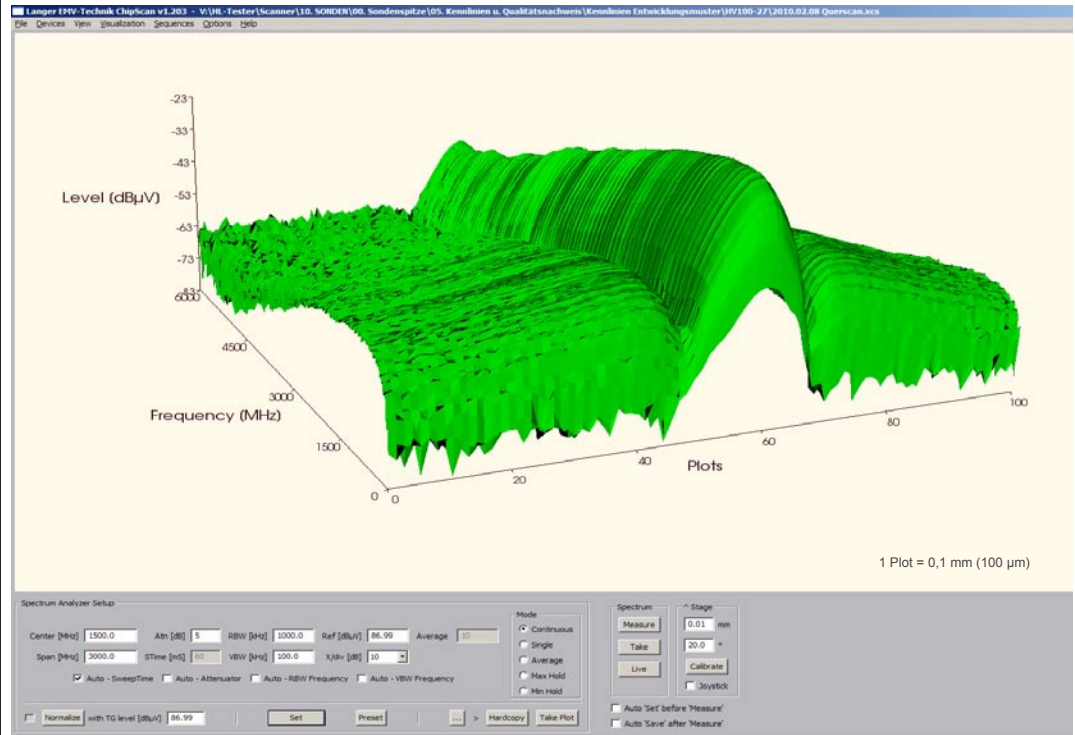 Langer EMV-Technik ChipScan v1.203 - V:\HL-Tester\Scanner\10. SONDEN\00. Sondenspitze\05. Kennlinien u. Qualitätsnachweis\Kennlinien Entwicklungsmuster\HV100-27\2010.02.08 Querscan.xcs
File Devices View Visualization Sequences Options Help
-23
-33
-43
Level [dBµV] -53
-63
-73
-83
6000
4500
3000
Frequency (MHz)
1500
0 0
20
40
60
80
100
Plots
1 Plot = 0,1 mm (100 µm)
Spectrum Analyzer Setup
Center [MHz] 1500.0 Atn [dB] 5 RBW [kHz] 1000.0 Ref [dBµV] 86.99 Average 10
Span [MHz] 3000.0 STime [mS] 60 VBW [kHz] 100.0 X/div [dB] 10
Auto - SweepTime Auto - Attenuator Auto - RBW Frequency Auto - VBW Frequency
Mode
Continuous
Single
Average
Max Hold
Min Hold
Normalize with TG level [dBµV] 86.99 Set Preset ... > Hardcopy Take Plot
Spectrum
Measure
Take
Live
^ Stage
0.01 mm
20.0 °
Calibrate
Joystick
Auto 'Set' before 'Measure'
Auto 'Save' after 'Measure'